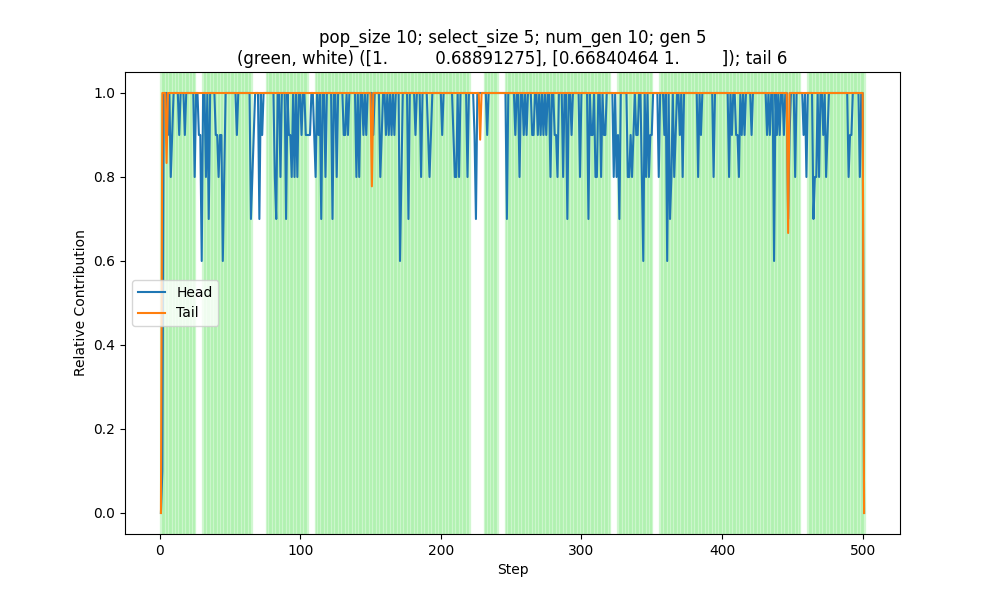 pop_size 10; select_size 5; num_gen 10; gen 5
(green, white) ([1.          0.68891275], [0.66840464 1.         ]); tail 6
1.0
0.8
0.6
0.4
0.2
0.0
Relative Contribution
Head
Tail
0
100
200
300
400
500
Step